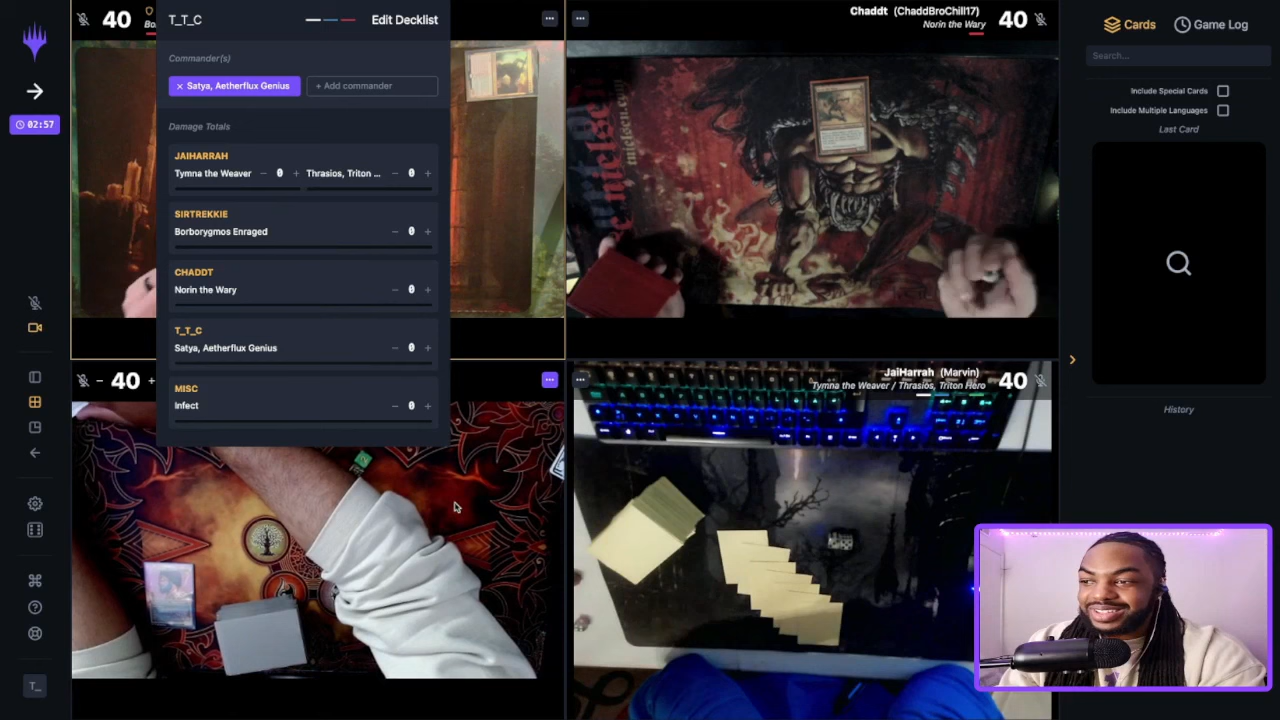 02:57
40
T_T_C
Edit Decklist
Commander(s)
× Satya, Aetherflux Genius
+ Add commander
Damage Totals
JAIHARRAH
Tymna the Weaver − 0 + Thrasios, Triton ... − 0 +
SIRTREKKIE
Borborygmos Enraged − 0 +
CHADDT
Norin the Wary − 0 +
T_T_C
Satya, Aetherflux Genius − 0 +
MISC
Infect − 0 +
Chaddt (ChaddBroChill17)
Norin the Wary
40
− 40 +
JaiHarrah (Marvin)
Tymna the Weaver / Thrasios, Triton Hero
40
Cards
Game Log
Search...
Include Special Cards
Include Multiple Languages
Last Card
History
T_